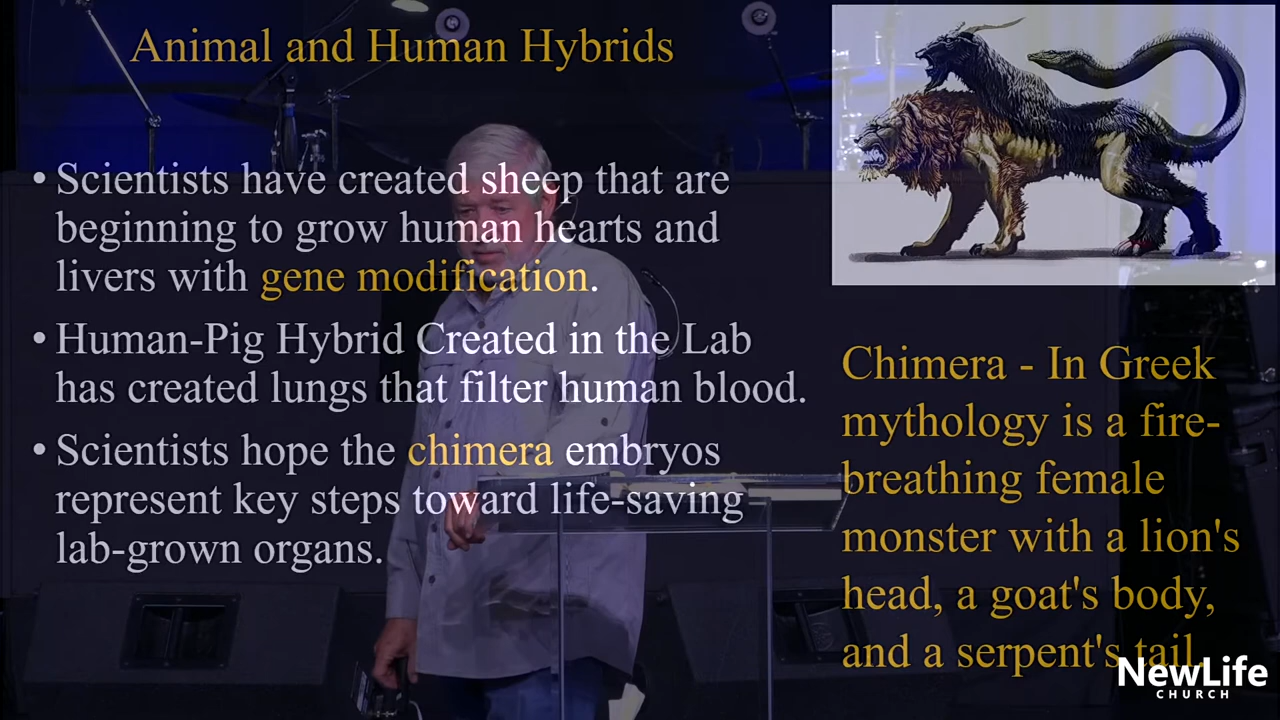 Animal and Human Hybrids
• Scientists have created sheep that are
beginning to grow human hearts and
livers with gene modification.
• Human-Pig Hybrid Created in the Lab
has created lungs that filter human blood.
• Scientists hope the chimera embryos
represent key steps toward life-saving
lab-grown organs.
Chimera - In Greek
mythology is a fire-
breathing female
monster with a lion's
head, a goat's body,
and a serpent's tail.
NewLife
CHURCH